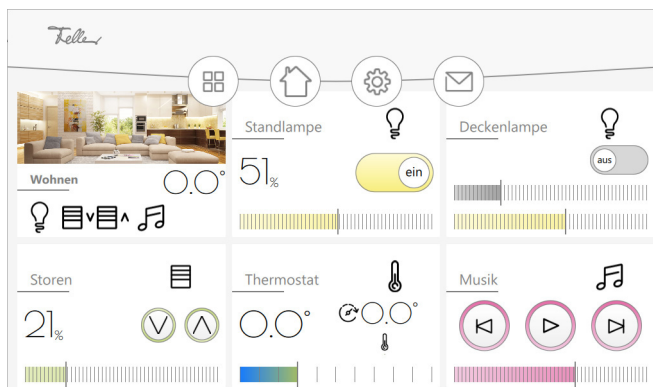 Feller
Standlampe
Deckenlampe
51%
ein
aus
Wohnen
0.0°
Storen
Thermostat
Musik
21%
0.0°
0.0°